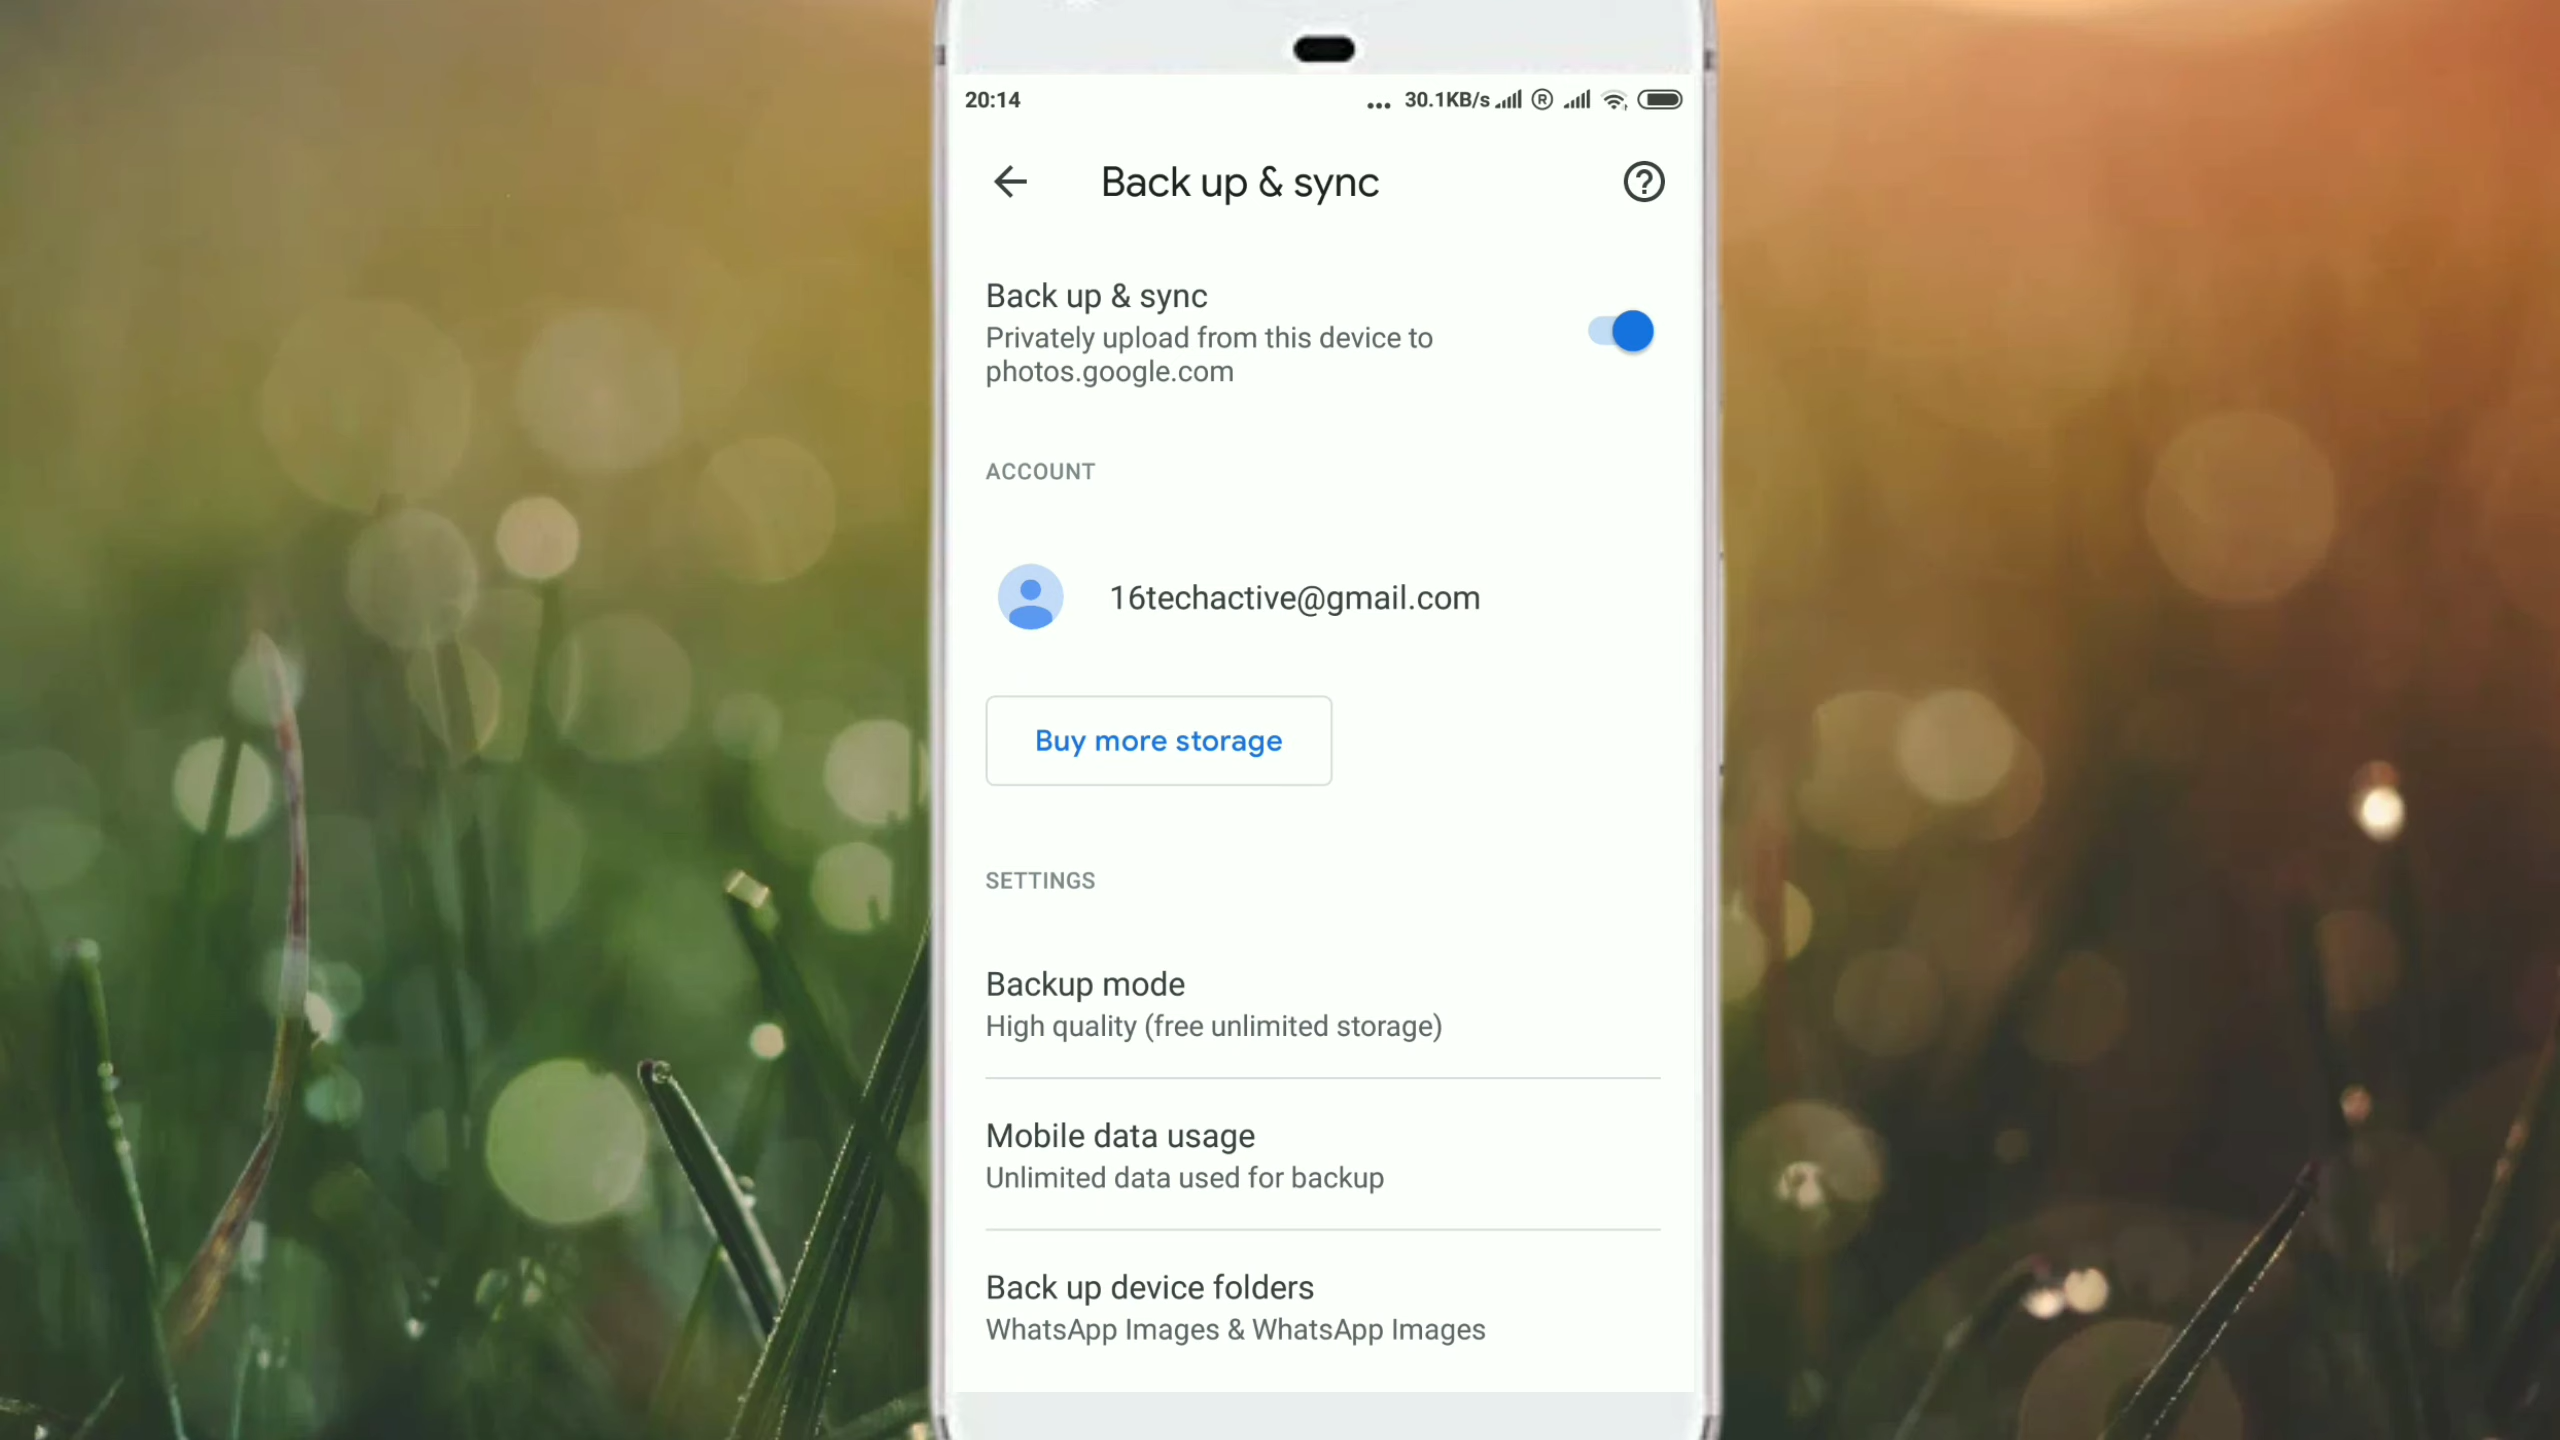 20:14
... 30.1KB/s ®
Back up & sync
Back up & sync
Privately upload from this device to
photos.google.com
ACCOUNT
16techactive@gmail.com
Buy more storage
SETTINGS
Backup mode
High quality (free unlimited storage)
Mobile data usage
Unlimited data used for backup
Back up device folders
WhatsApp Images & WhatsApp Images